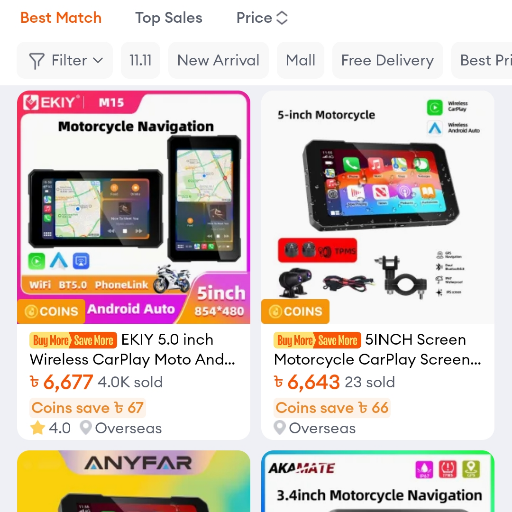 Best Match
Top Sales
Price
Filter
11.11
New Arrival
Mall
Free Delivery
Best Pri
EKIY
M15
Motorcycle Navigation
WiFi BT5.0 PhoneLink
COINS
Android Auto
5inch
854*480
Buy More Save More EKIY 5.0 inch
Wireless CarPlay Moto And...
৳ 6,677 4.0K sold
Coins save ৳ 67
4.0 Overseas
5-inch Motorcycle
Wireless
CarPlay
Wireless
Android Auto
TPMS
COINS
Buy More Save More 5INCH Screen
Motorcycle CarPlay Screen...
৳ 6,643 23 sold
Coins save ৳ 66
Overseas
ANYFAR
AKAMATE
3.4inch Motorcycle Navigation